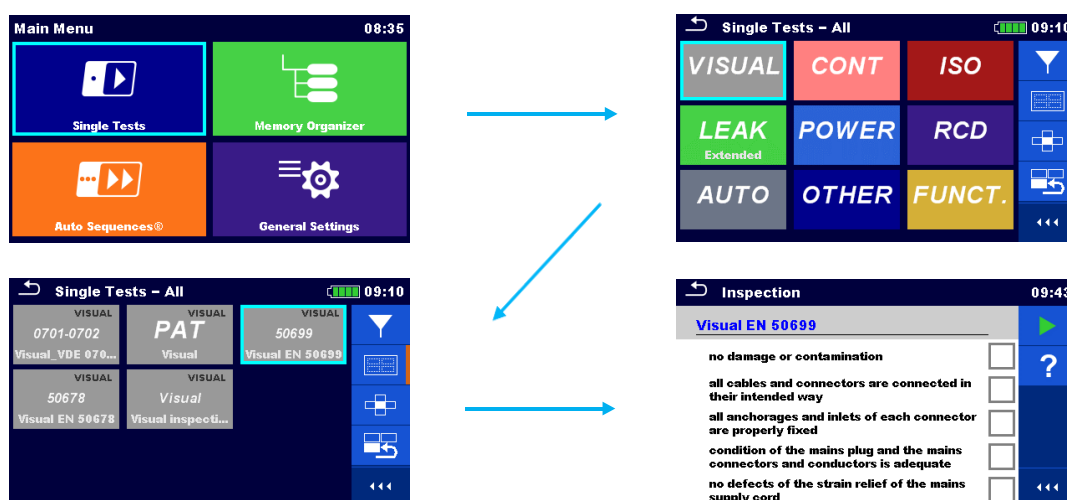 Main Menu 08:35
Single Tests
Memory Organizer
Auto Sequences®
General Settings
Single Tests – All 09:10
VISUAL CONT ISO
LEAK POWER RCD
Extended
AUTO OTHER FUNCT.
Single Tests – All 09:10
VISUAL VISUAL VISUAL
0701-0702 PAT 50699
Visual_VDE 070... Visual Visual EN 50699
VISUAL VISUAL
50678 Visual
Visual EN 50678 Visual inspecti...
Inspection 09:43
Visual EN 50699
?
no damage or contamination
all cables and connectors are connected in
their intended way
all anchorages and inlets of each connector
are properly fixed
condition of the mains plug and the mains
connectors and conductors is adequate
no defects of the strain relief of the mains
supply cord